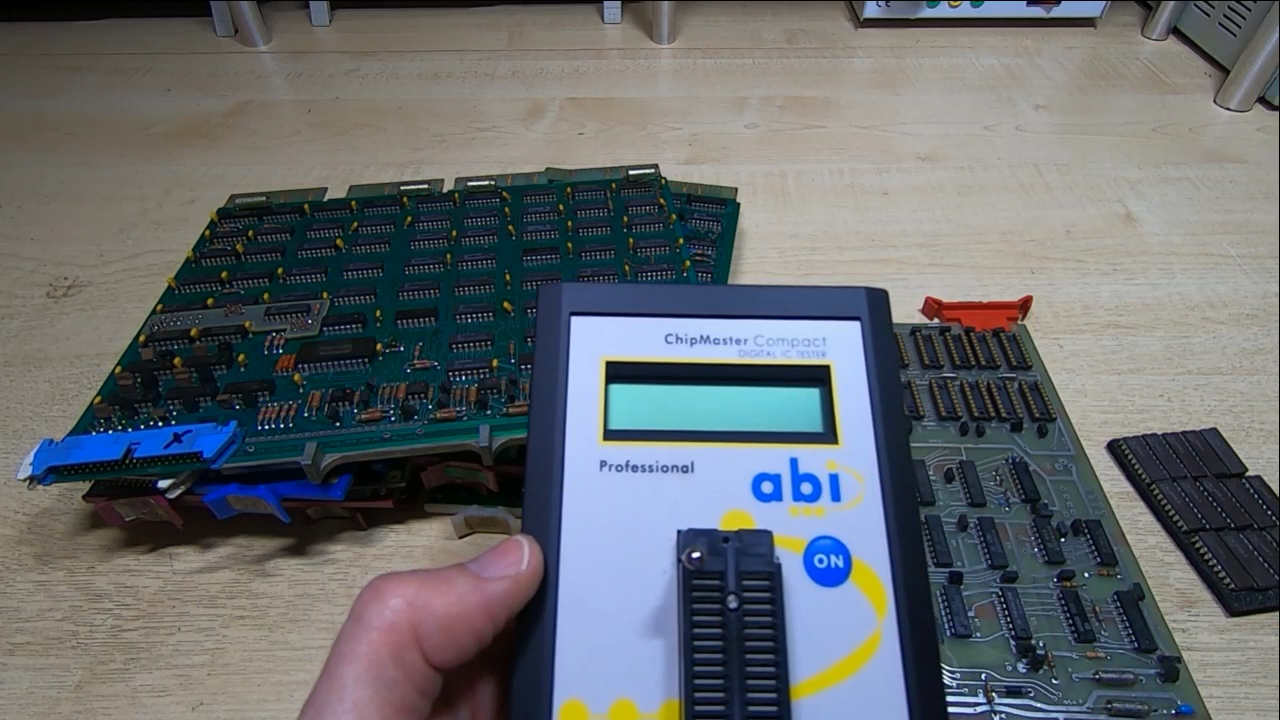 ChipMaster Compact
DIGITAL IC TESTER
Professional
abi
ON
X